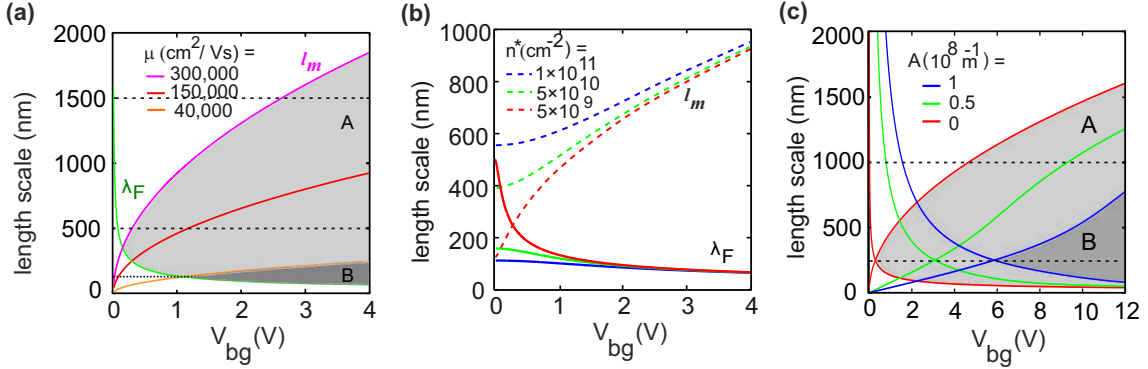 (a)
2000
1500
1000
500
0
length scale (nm)
μ (cm²/ Vs) =
300,000
150,000
40,000
l_m
λ_F
A
B
0 1 2 3 4
V_bg (V)
(b)
1000
800
600
400
200
0
length scale (nm)
n*(cm⁻²) =
1×10¹¹
5×10¹⁰
5×10⁹
l_m
λ_F
0 1 2 3 4
V_bg (V)
(c)
2000
1500
1000
500
0
length scale (nm)
A (10⁸ m⁻¹) =
1
0.5
0
A
B
0 2 4 6 8 10 12
V_bg (V)